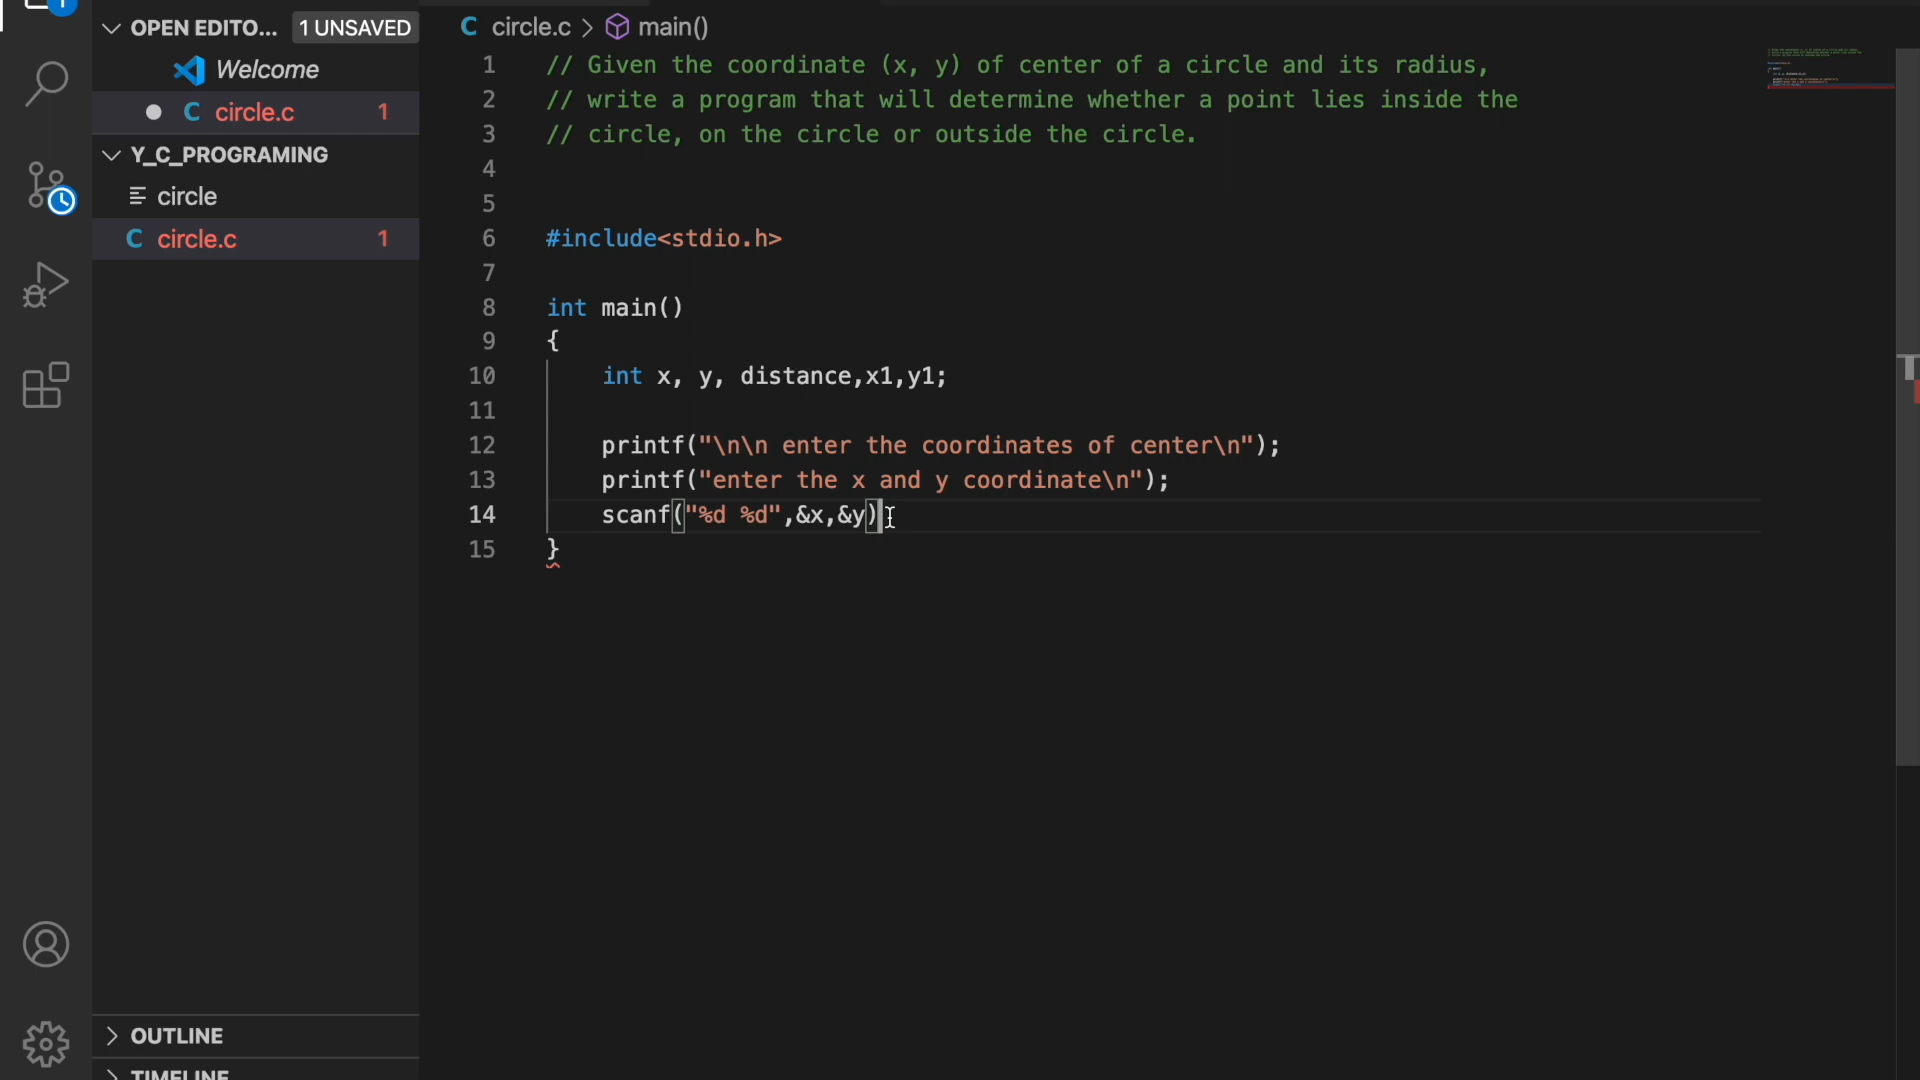 OPEN EDITO... 1 UNSAVED
Welcome
circle.c 1
Y_C_PROGRAMING
circle
circle.c 1
OUTLINE
TIMELINE
circle.c > main()
1 // Given the coordinate (x, y) of center of a circle and its radius,
2 // write a program that will determine whether a point lies inside the
3 // circle, on the circle or outside the circle.
4
5
6 #include<stdio.h>
7
8 int main()
9 {
10 int x, y, distance,x1,y1;
11
12 printf("\n\n enter the coordinates of center\n");
13 printf("enter the x and y coordinate\n");
14 scanf("%d %d",&x,&y)
15 }